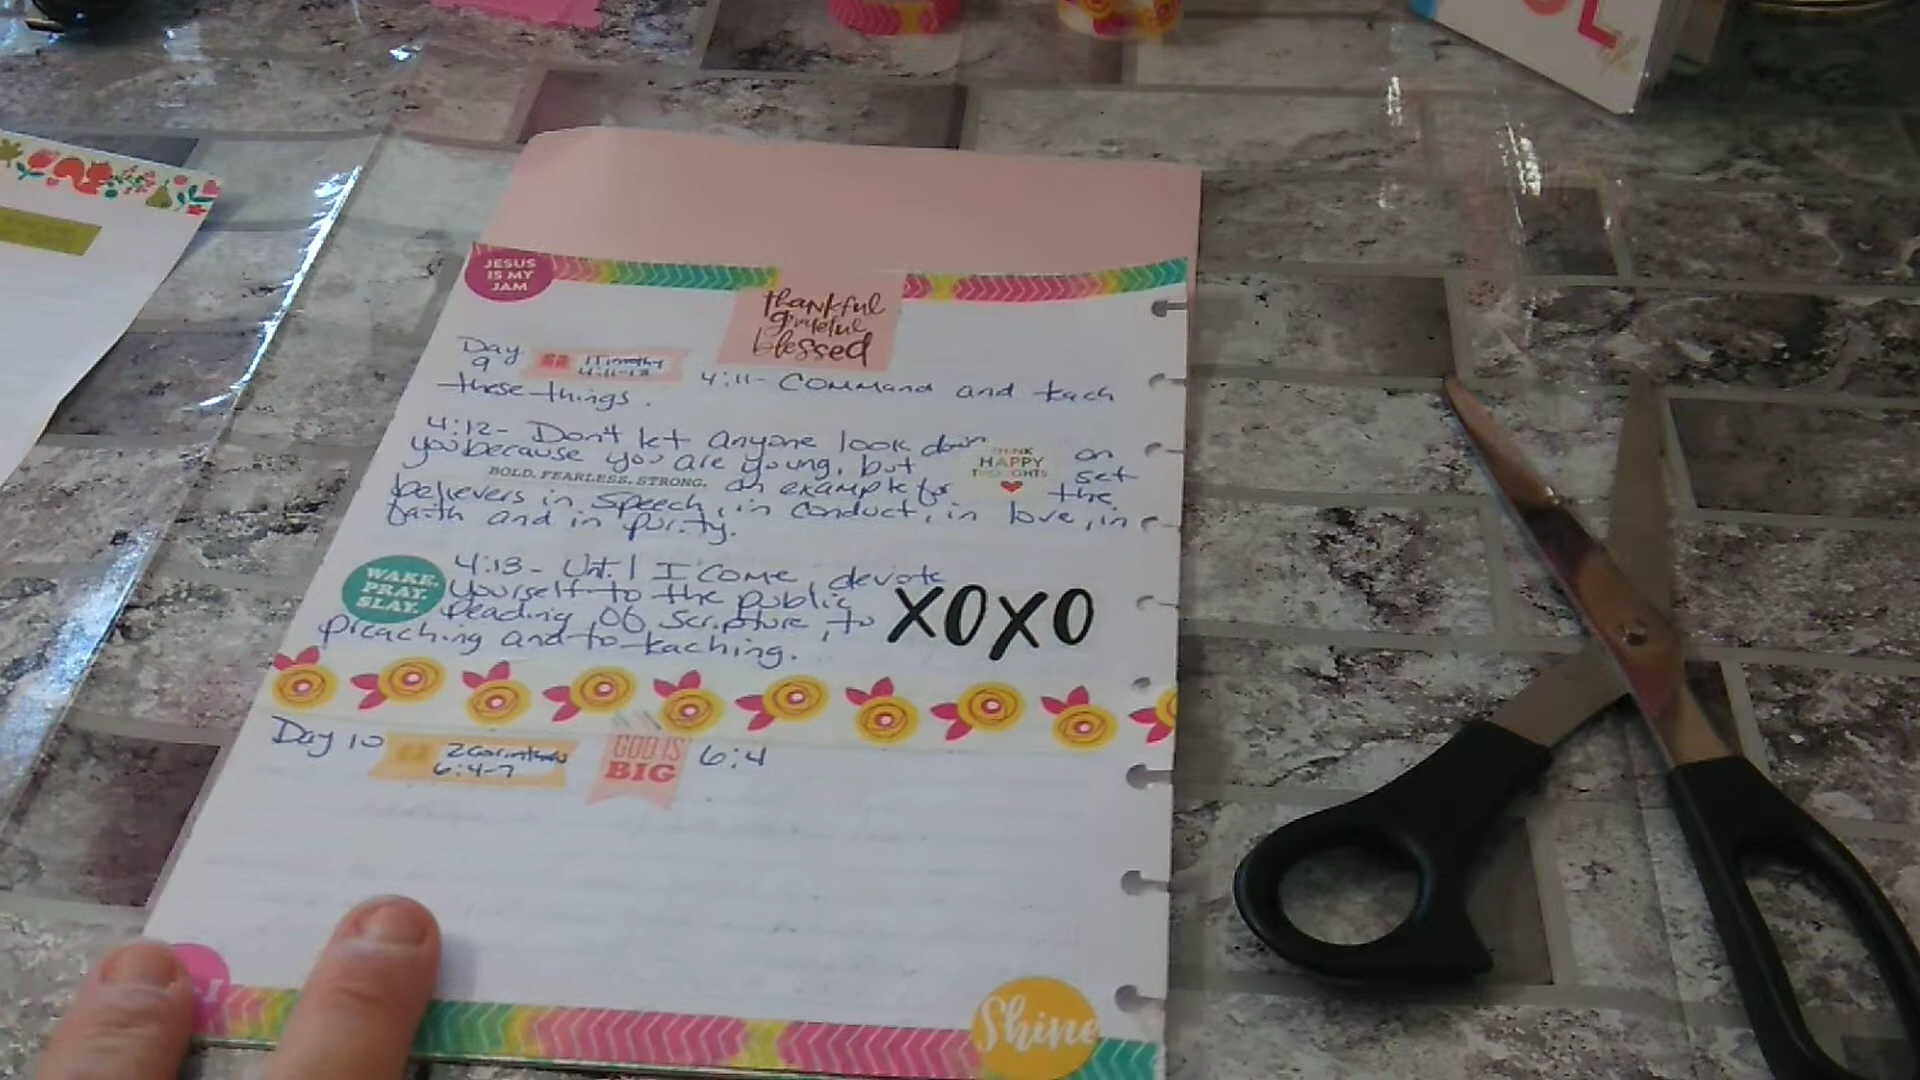 JESUS
IS MY
JAM
thankful
grateful
blessed
Day
9
1 Timothy
4:11-13
4:11- Command and teach
these things.
4:12- Don't let anyone look down on
you because you are young, but set
THINK
HAPPY
THOUGHTS
BOLD. FEARLESS. STRONG. an example for the
believers in speech, in conduct, in love, in
faith and in purity.
WAKE.
PRAY.
SLAY.
4:13- Until I come, devote
yourself to the public
Reading of Scripture, to
preaching and to teaching.
XOXO
Day 10
2 Corinthians
6:4-7
GOD IS
BIG
6:4
Shine